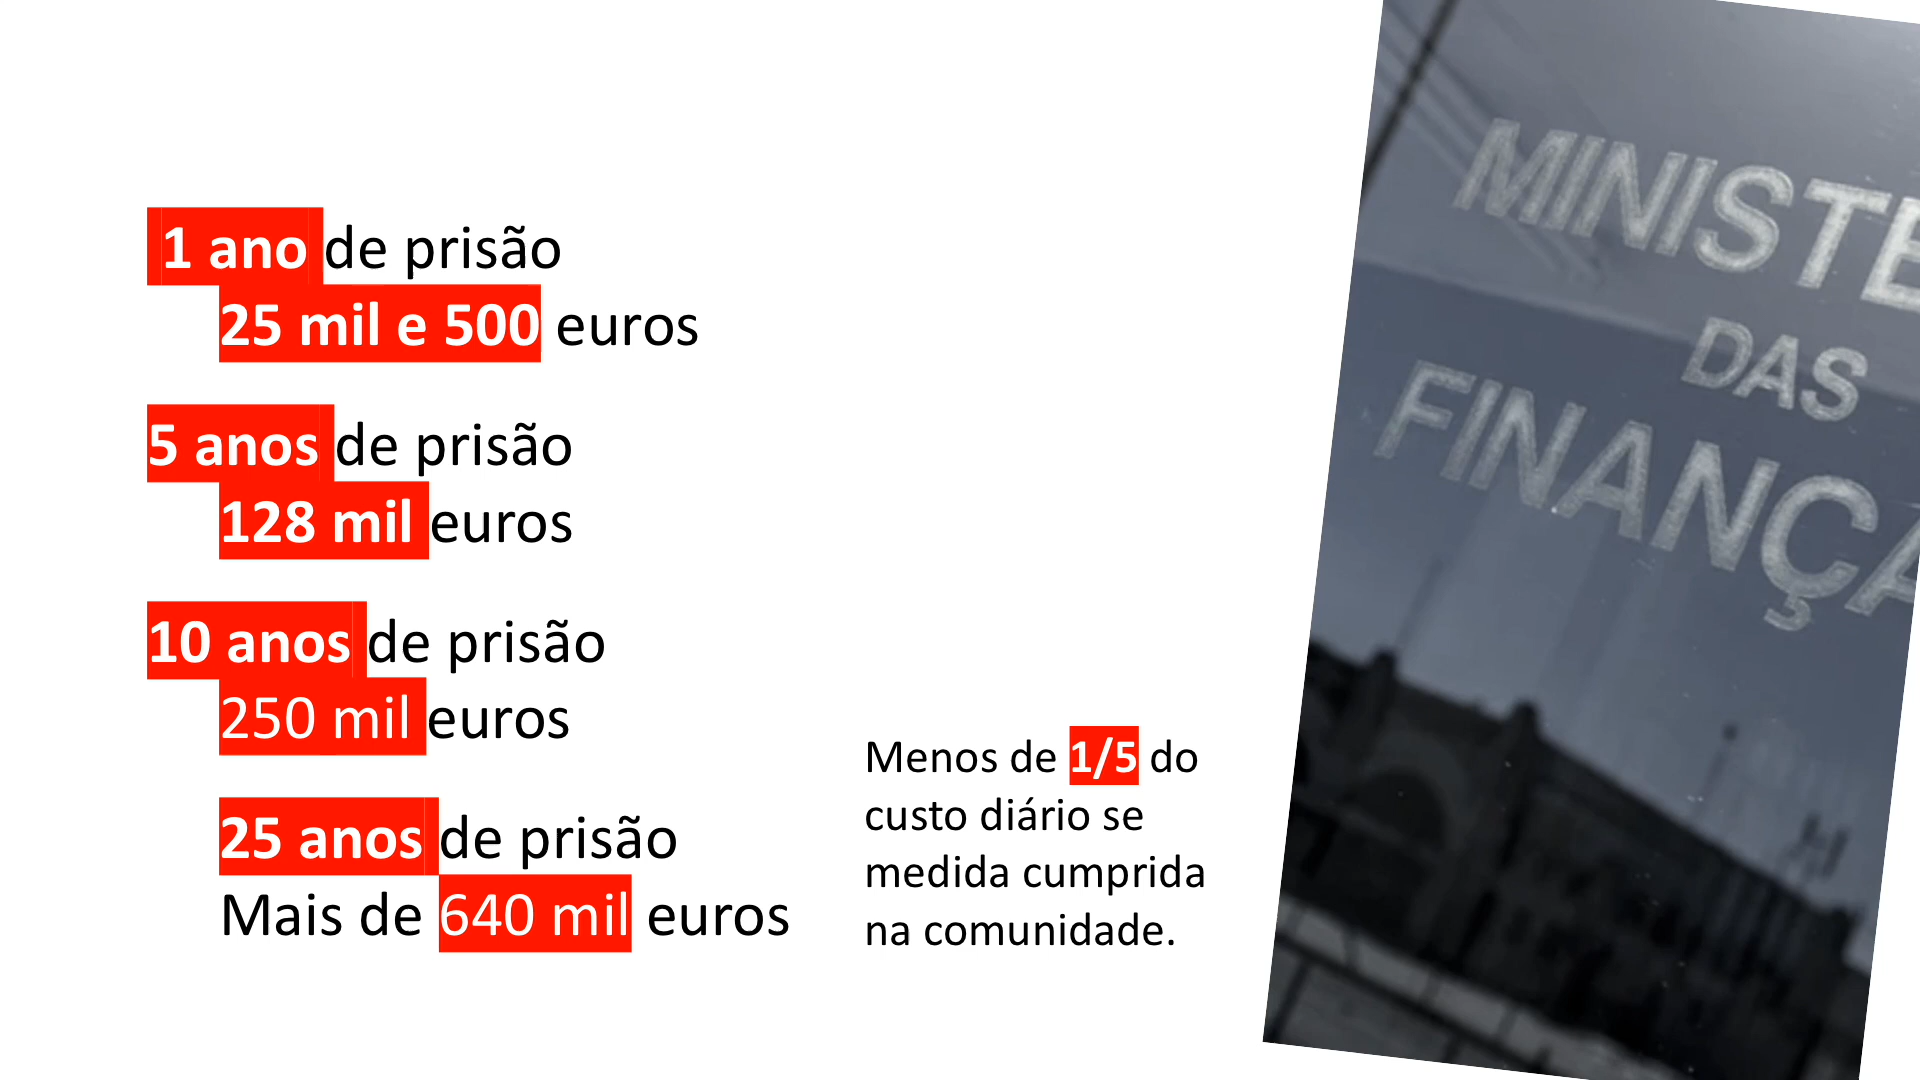 1 ano de prisão
25 mil e 500 euros
5 anos de prisão
128 mil euros
10 anos de prisão
250 mil euros
25 anos de prisão
Mais de 640 mil euros
Menos de 1/5 do
custo diário se
medida cumprida
na comunidade.
MINISTE
DAS
FINANÇA